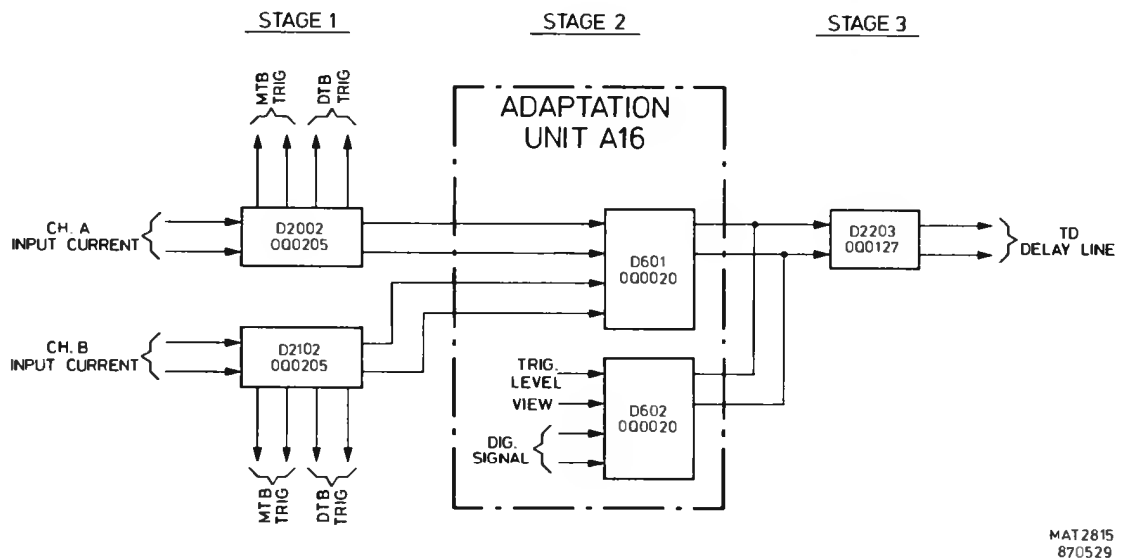 STAGE 1
STAGE 2
STAGE 3
MTB
TRIG
DTB
TRIG
ADAPTATION
UNIT A16
CH. A
INPUT CURRENT
D2002
0Q0205
D601
0Q0020
D2203
0Q0127
TD
DELAY LINE
CH. B
INPUT CURRENT
D2102
0Q0205
TRIG.
LEVEL
VIEW
DIG.
SIGNAL
D602
0Q0020
MTB
TRIG
DTB
TRIG
MAT2815
870529